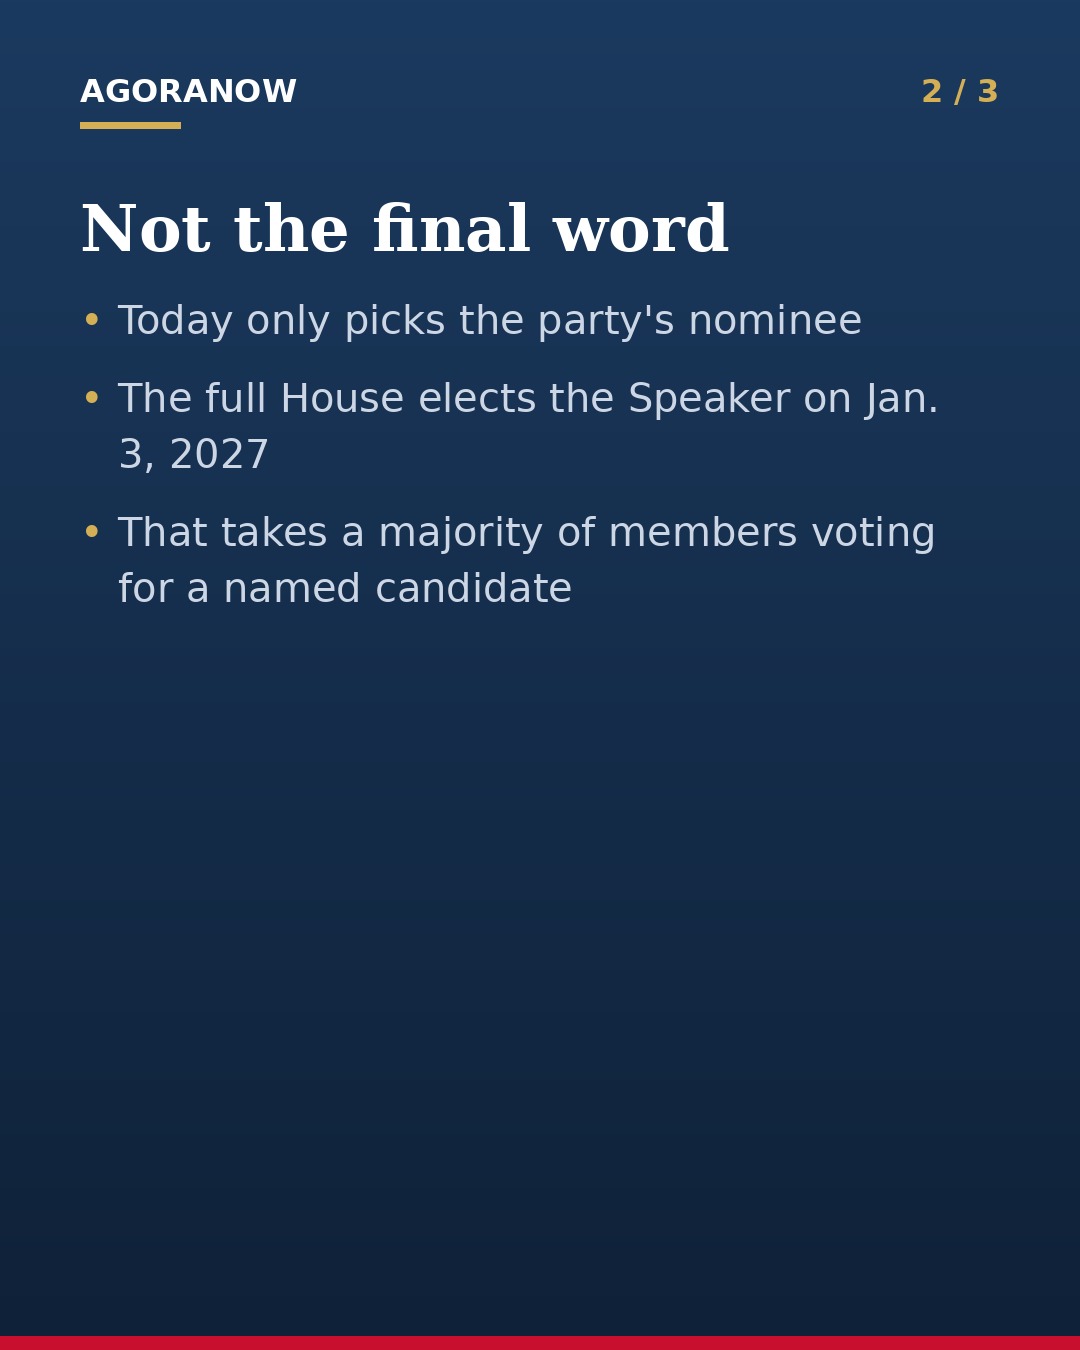 AGORANOW
2 / 3
Not the final word
• Today only picks the party's nominee
• The full House elects the Speaker on Jan.
3, 2027
• That takes a majority of members voting
for a named candidate